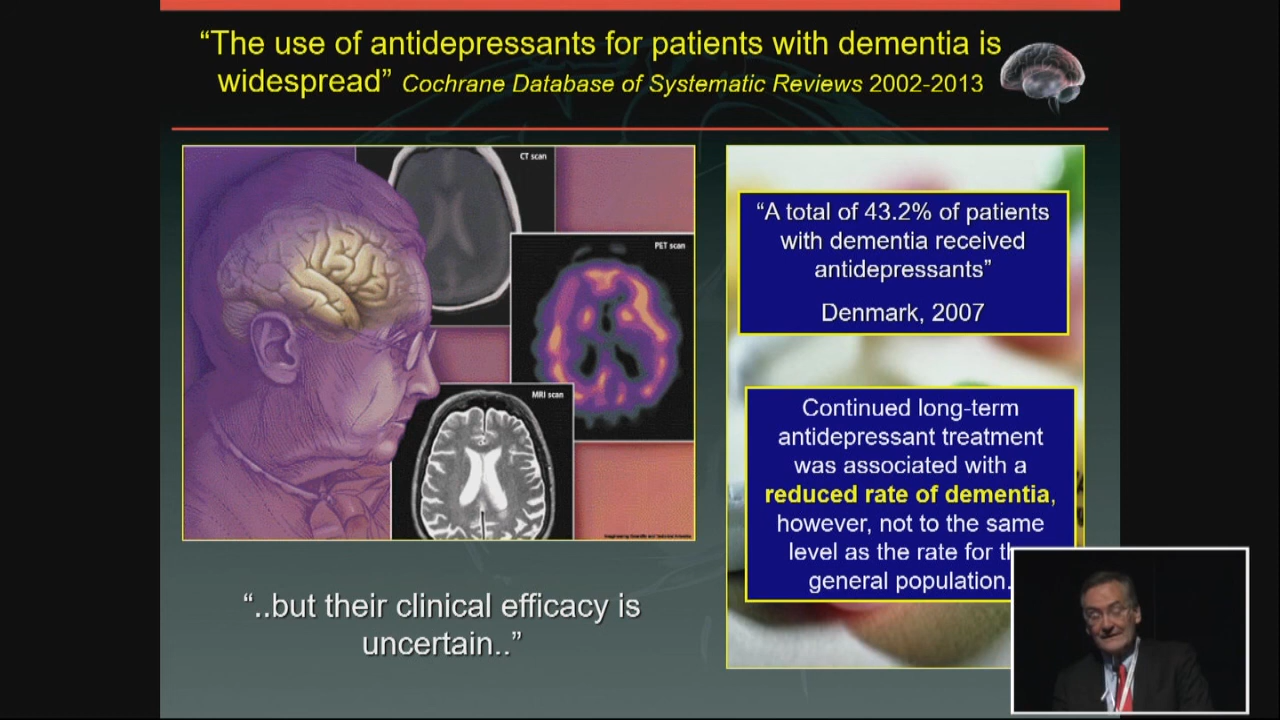 “The use of antidepressants for patients with dementia is
widespread” Cochrane Database of Systematic Reviews 2002-2013
CT scan
PET scan
MRI scan
“..but their clinical efficacy is
uncertain..”
“A total of 43.2% of patients
with dementia received
antidepressants”
Denmark, 2007
Continued long-term
antidepressant treatment
was associated with a
reduced rate of dementia,
however, not to the same
level as the rate for
general population.